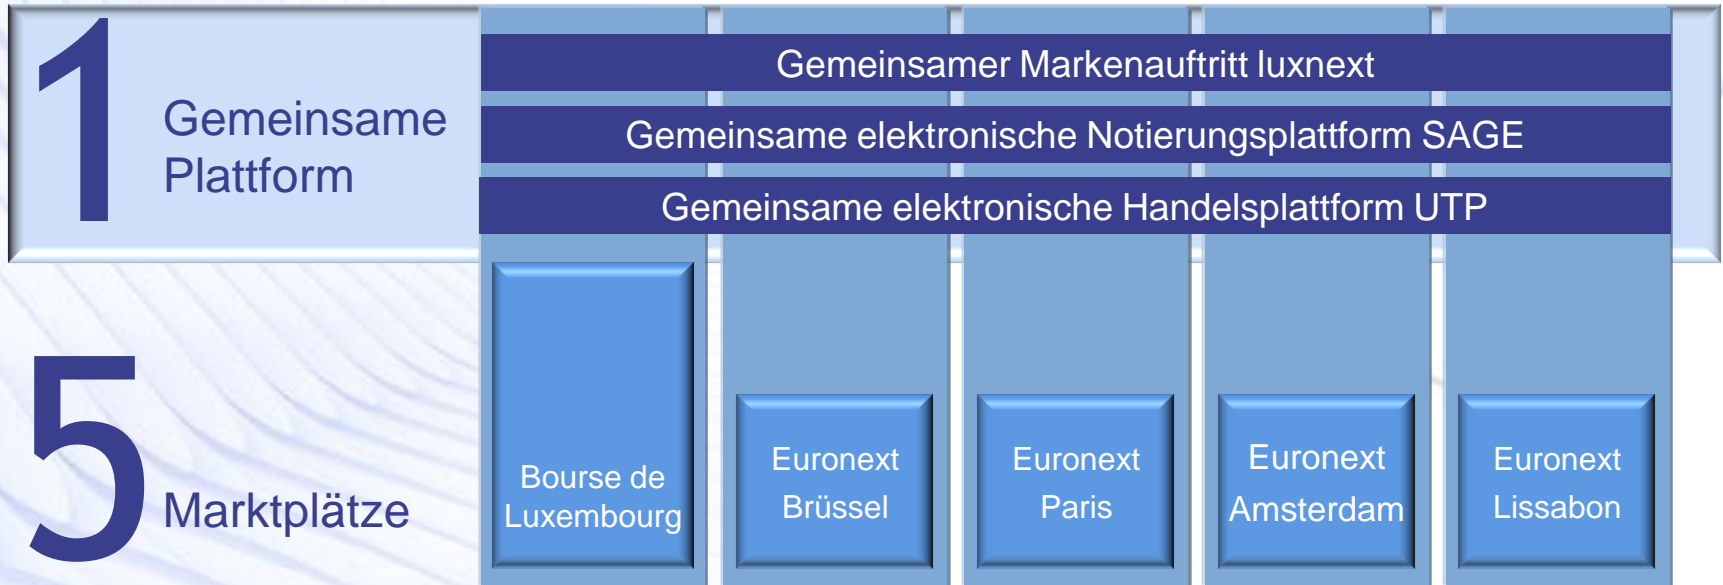 1
Gemeinsame
Plattform
Gemeinsamer Markenauftritt luxnext
Gemeinsame elektronische Notierungsplattform SAGE
Gemeinsame elektronische Handelsplattform UTP
5
Marktplätze
Bourse de
Luxembourg
Euronext
Brüssel
Euronext
Paris
Euronext
Amsterdam
Euronext
Lissabon